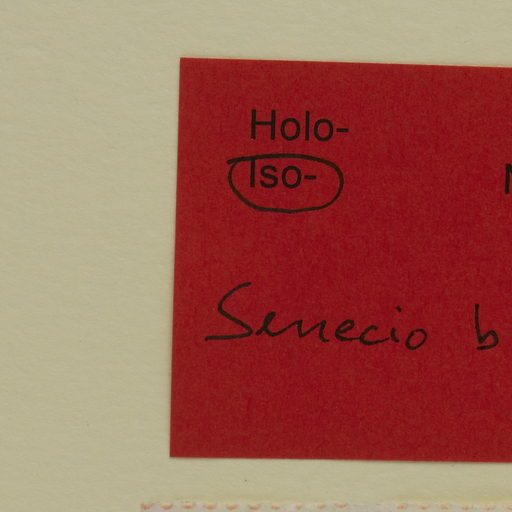 Holo-
Iso-
Senecio b